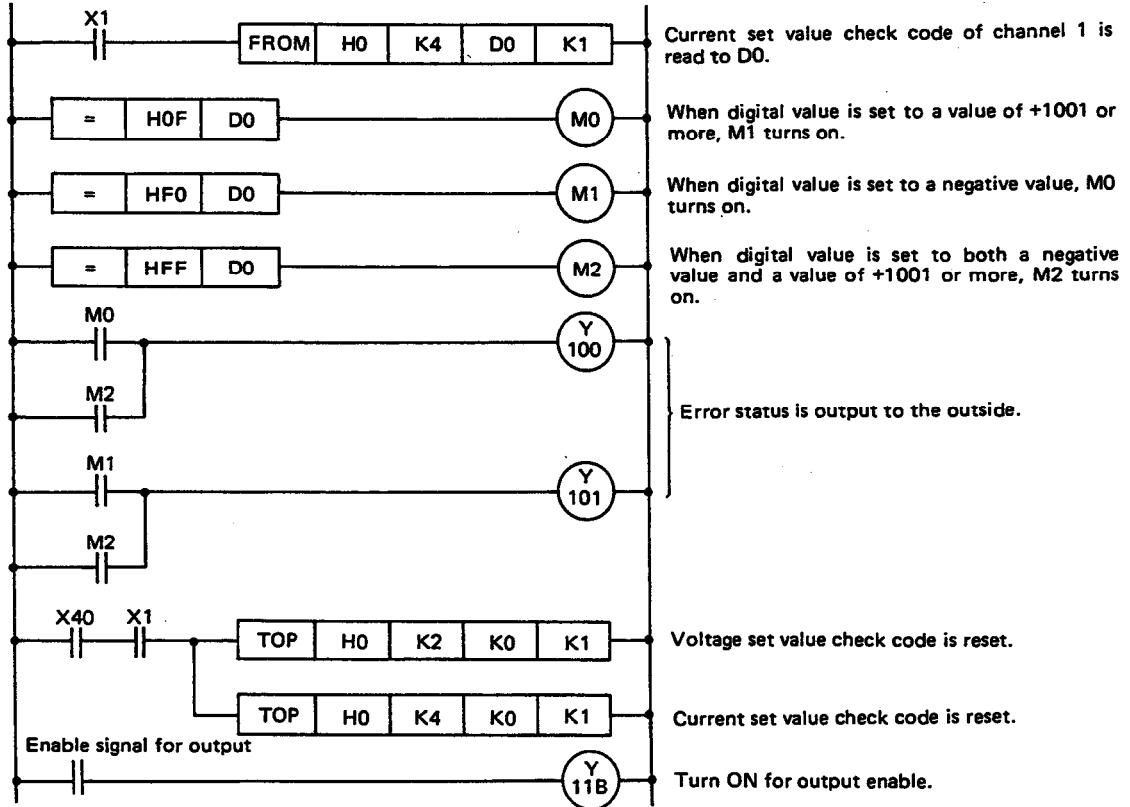 X1
FROM H0 K4 D0 K1
Current set value check code of channel 1 is
read to D0.
= H0F D0
M0
When digital value is set to a value of +1001 or
more, M1 turns on.
= HF0 D0
M1
When digital value is set to a negative value, M0
turns on.
= HFF D0
M2
When digital value is set to both a negative
value and a value of +1001 or more, M2 turns
on.
M0
Y
100
M2
Error status is output to the outside.
M1
Y
101
M2
X40 X1
TOP H0 K2 K0 K1
Voltage set value check code is reset.
TOP H0 K4 K0 K1
Current set value check code is reset.
Enable signal for output
Y
11B
Turn ON for output enable.